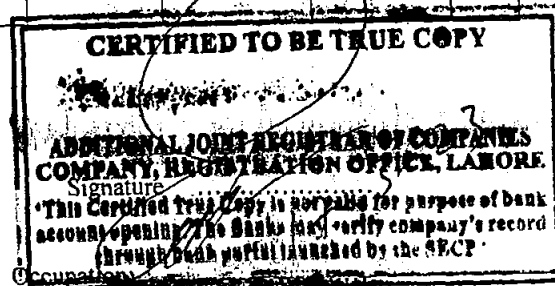 CERTIFIED TO BE TRUE COPY
ADDITIONAL JOINT REGISTRAR OF COMPANIES
COMPANY, REGISTRATION OFFICE, LAHORE.
Signature
"This Certified True Copy is not valid for purpose of bank
account opening. The Banks may verify company's record
through bank portal launched by the SECP"
Occupation: